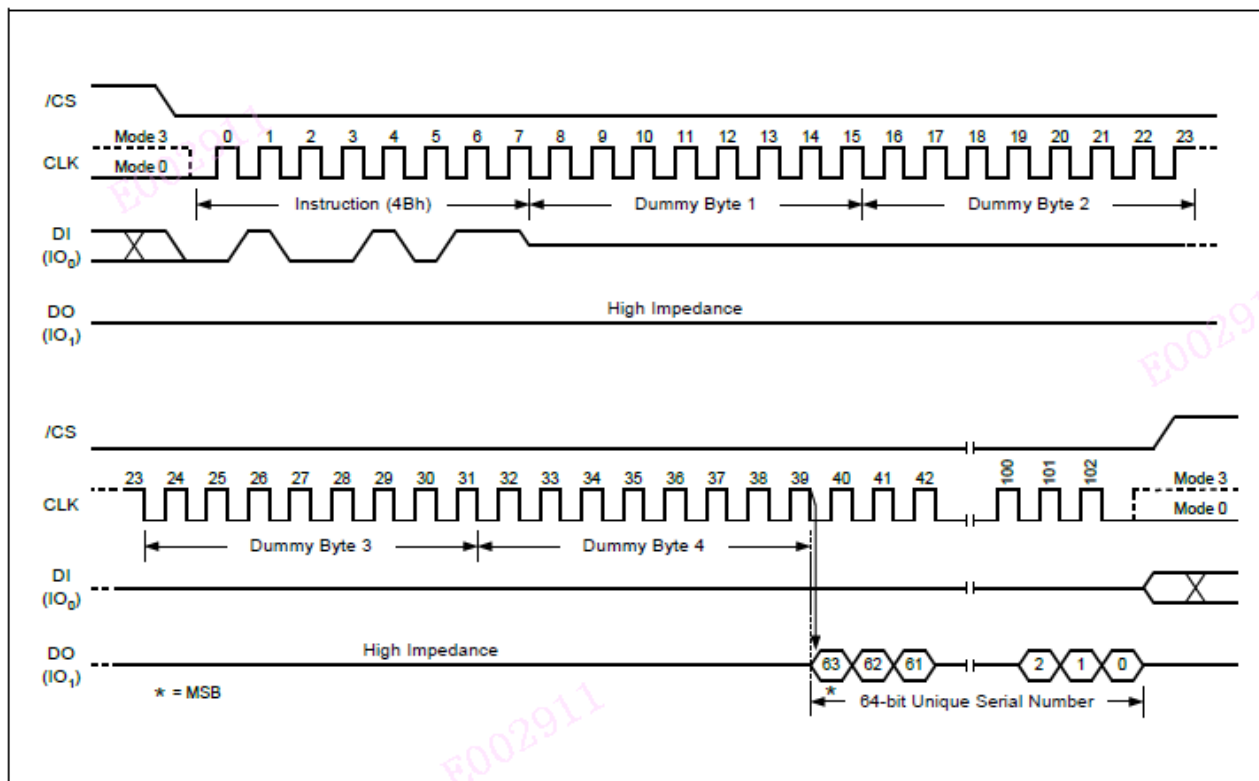 /CS
Mode 3 0 1 2 3 4 5 6 7 8 9 10 11 12 13 14 15 16 17 18 19 20 21 22 23
CLK
Mode 0
Instruction (4Bh) Dummy Byte 1 Dummy Byte 2
DI
(IO0)
DO High Impedance
(IO1)
/CS
23 24 25 26 27 28 29 30 31 32 33 34 35 36 37 38 39 40 41 42 100 101 102 Mode 3
CLK
Mode 0
Dummy Byte 3 Dummy Byte 4
DI
(IO0)
DO High Impedance 63 62 61 2 1 0
(IO1)
* = MSB * 64-bit Unique Serial Number
E002911
E002911
E002911